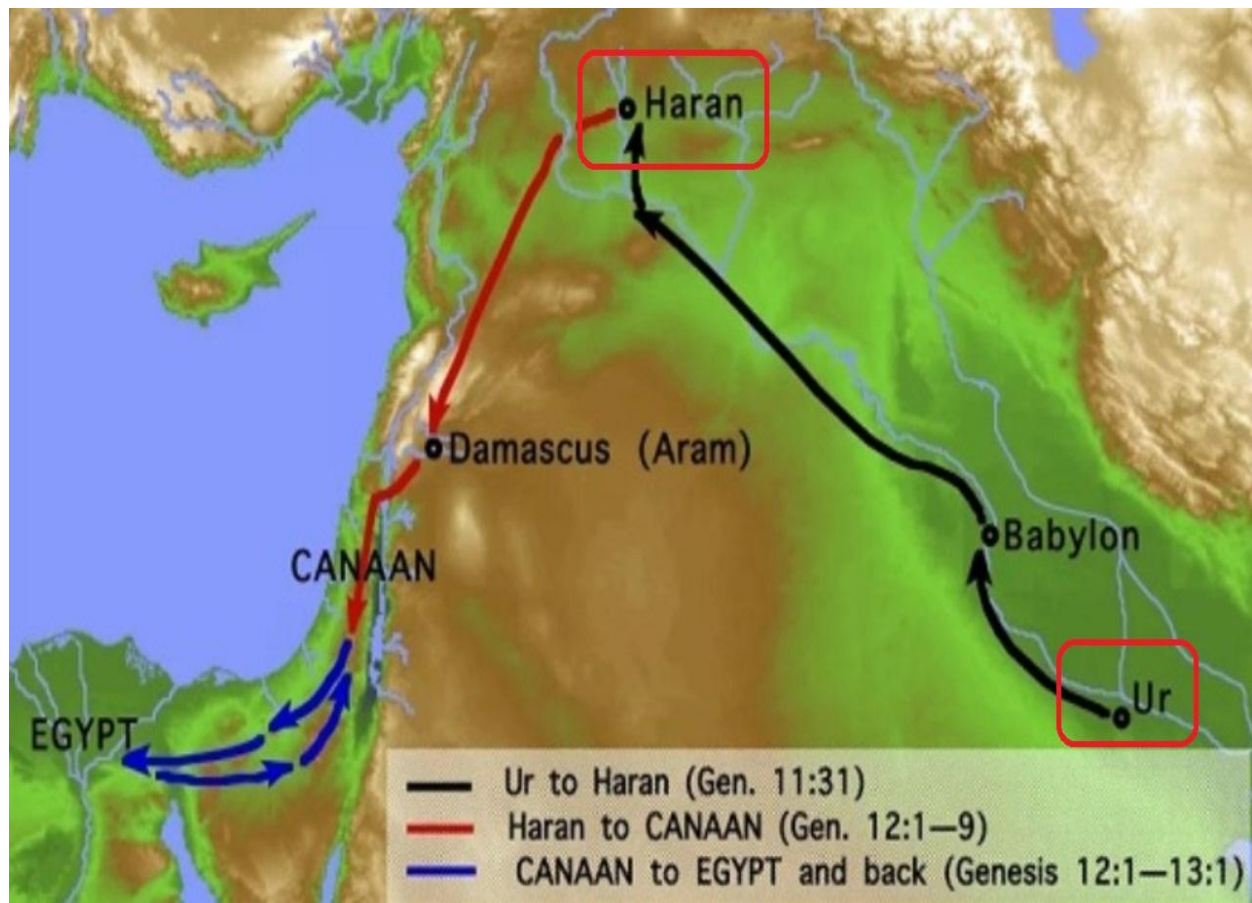 Haran
Damascus (Aram)
Babylon
CANAAN
Ur
EGYPT
Ur to Haran (Gen. 11:31)
Haran to CANAAN (Gen. 12:1—9)
CANAAN to EGYPT and back (Genesis 12:1—13:1)